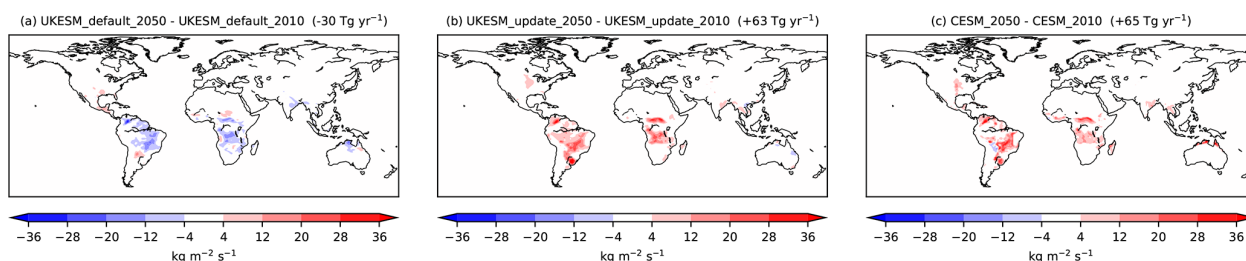 (a) UKESM_default_2050 - UKESM_default_2010 (-30 Tg yr⁻¹)
−36 −28 −20 −12 −4 4 12 20 28 36
kg m⁻² s⁻¹
(b) UKESM_update_2050 - UKESM_update_2010 (+63 Tg yr⁻¹)
−36 −28 −20 −12 −4 4 12 20 28 36
kg m⁻² s⁻¹
(c) CESM_2050 - CESM_2010 (+65 Tg yr⁻¹)
−36 −28 −20 −12 −4 4 12 20 28 36
kg m⁻² s⁻¹